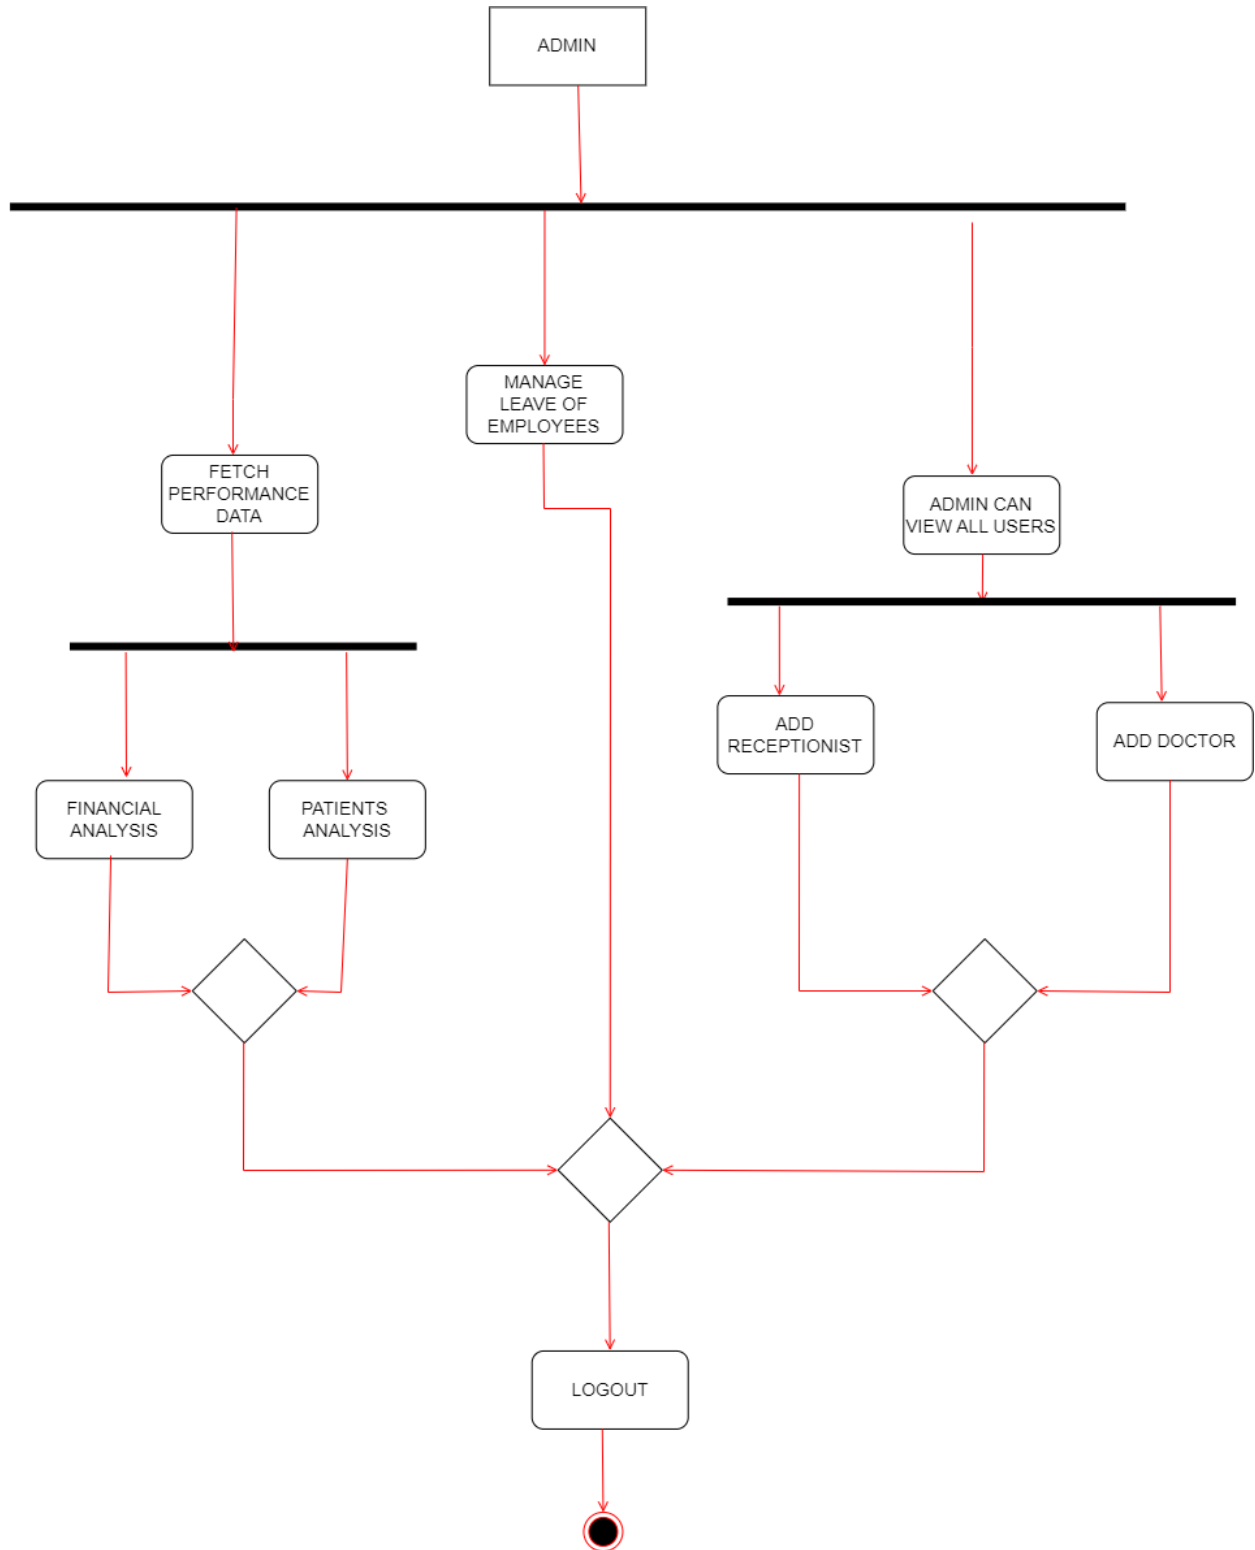 ADMIN
MANAGE
LEAVE OF
EMPLOYEES
FETCH
PERFORMANCE
DATA
ADMIN CAN
VIEW ALL USERS
ADD
RECEPTIONIST
ADD DOCTOR
FINANCIAL
ANALYSIS
PATIENTS
ANALYSIS
LOGOUT